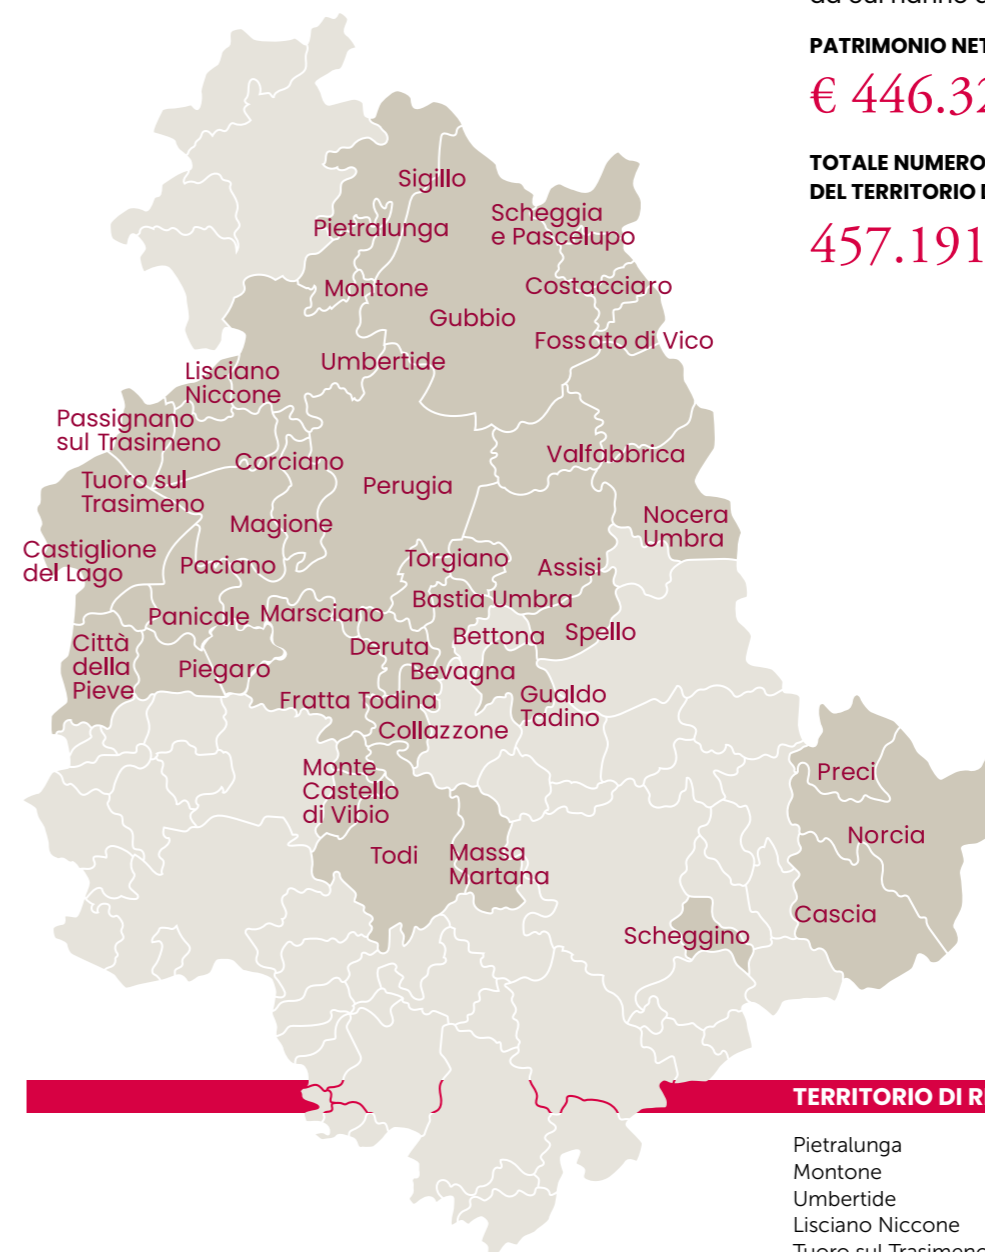 PATRIMONIO NET
€ 446.32
TOTALE NUMERO
DEL TERRITORIO
457.191
Sigillo
Pietralunga
Scheggia
e Pascelupo
Montone
Costacciaro
Gubbio
Fossato di Vico
Umbertide
Lisciano
Niccone
Passignano
sul Trasimeno
Corciano
Valfabbrica
Tuoro sul
Trasimeno
Perugia
Magione
Nocera
Umbra
Castiglione
del Lago
Paciano
Torgiano
Assisi
Bastia Umbra
Panicale
Marsciano
Città
della
Pieve
Deruta
Bettona
Spello
Piegaro
Bevagna
Fratta Todina
Gualdo
Tadino
Collazzone
Monte
Castello
di Vibio
Preci
Todi
Massa
Martana
Norcia
Cascia
Scheggino
TERRITORIO DI R
Pietralunga
Montone
Umbertide
Lisciano Niccone
Tuoro sul Trasimeno